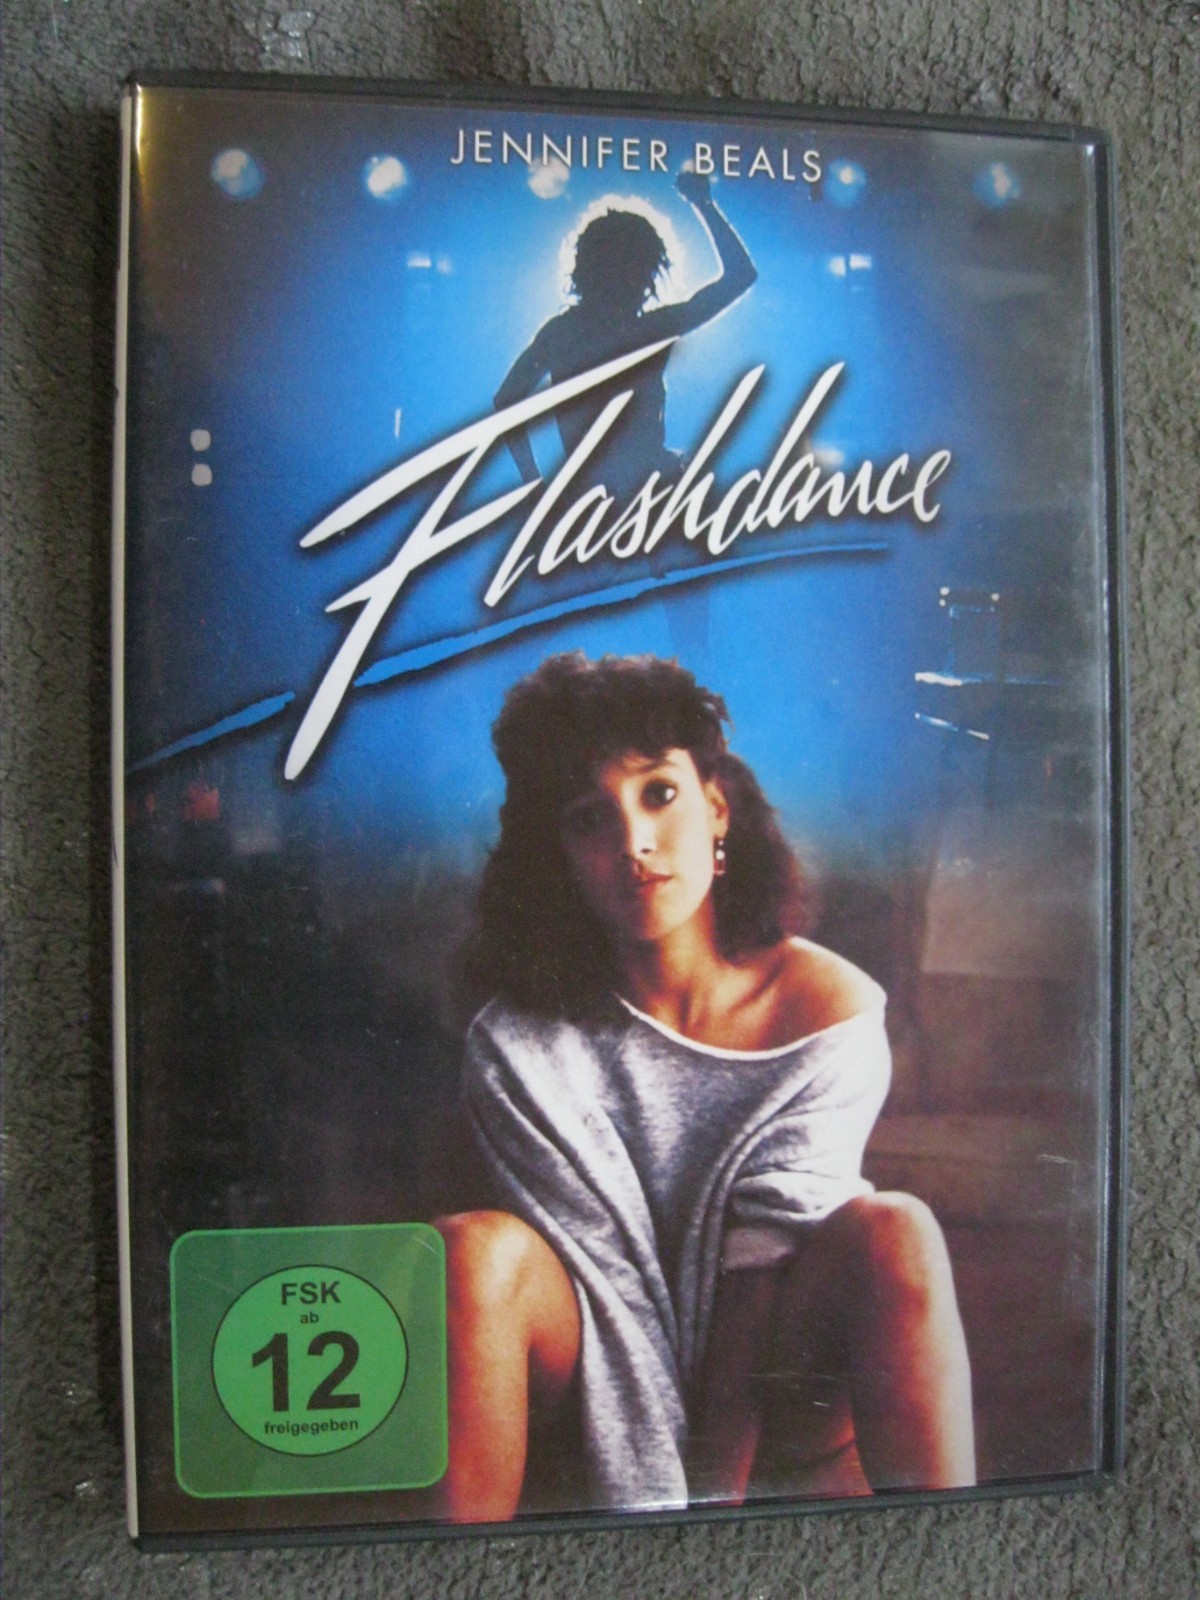 JENNIFER BEALS
Flashdance
FSK
ab
12
freigegeben